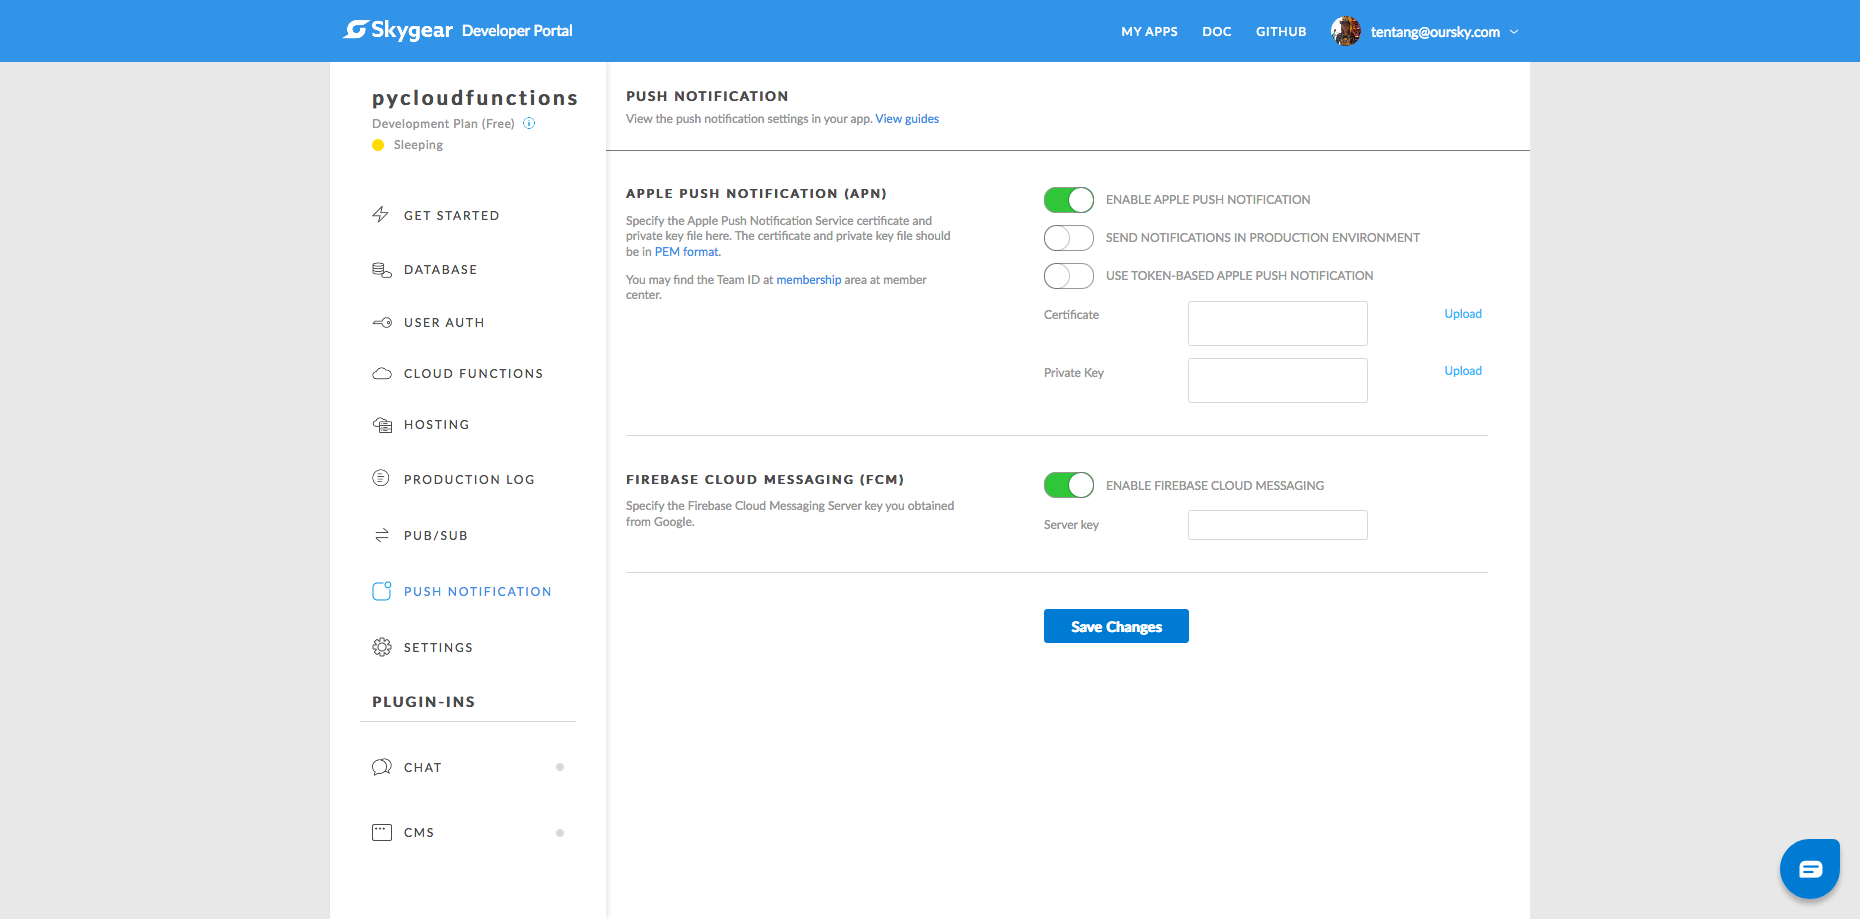 Skygear Developer Portal
MY APPS DOC GITHUB tentang@oursky.com
pycloudfunctions
Development Plan (Free)
Sleeping
GET STARTED
DATABASE
USER AUTH
CLOUD FUNCTIONS
HOSTING
PRODUCTION LOG
PUB/SUB
PUSH NOTIFICATION
SETTINGS
PLUGIN-INS
CHAT
CMS
PUSH NOTIFICATION
View the push notification settings in your app. View guides
APPLE PUSH NOTIFICATION (APN)
Specify the Apple Push Notification Service certificate and
private key file here. The certificate and private key file should
be in PEM format.
You may find the Team ID at membership area at member
center.
ENABLE APPLE PUSH NOTIFICATION
SEND NOTIFICATIONS IN PRODUCTION ENVIRONMENT
USE TOKEN-BASED APPLE PUSH NOTIFICATION
Certificate Upload
Private Key Upload
FIREBASE CLOUD MESSAGING (FCM)
Specify the Firebase Cloud Messaging Server key you obtained
from Google.
ENABLE FIREBASE CLOUD MESSAGING
Server key
Save Changes